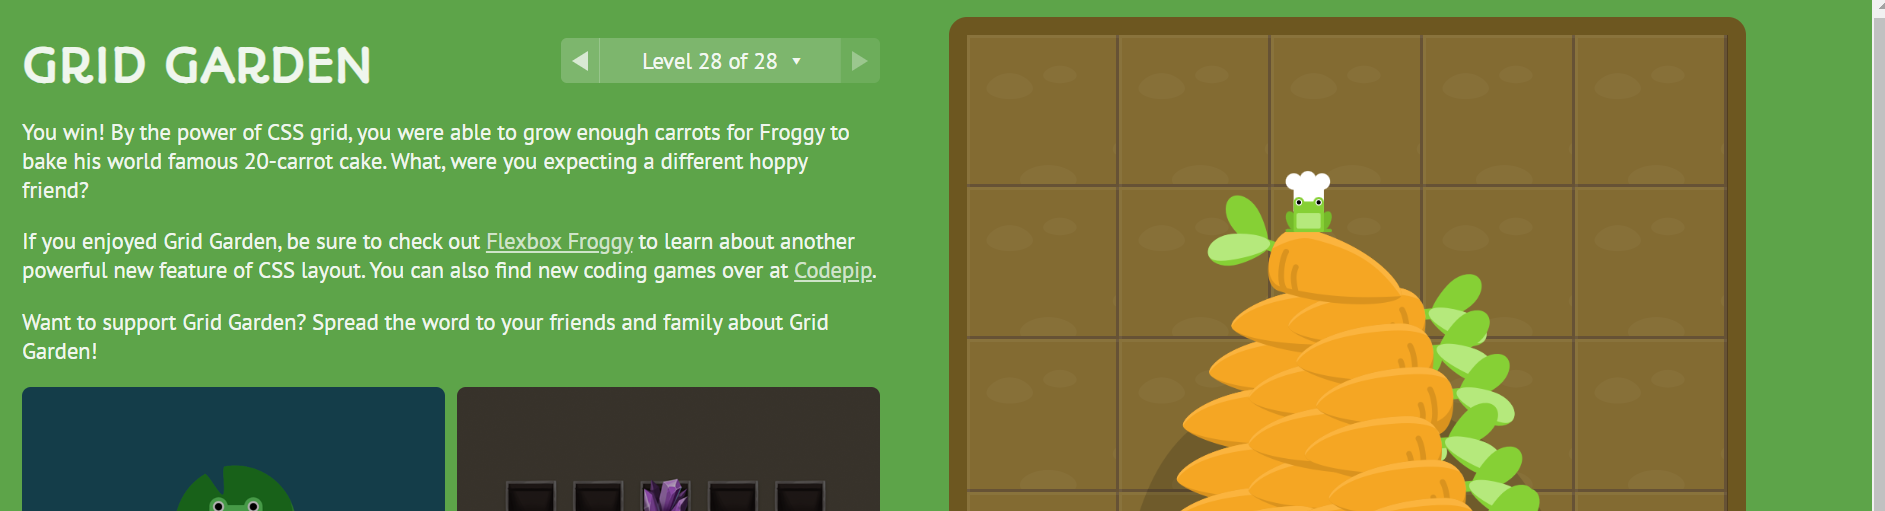 GRID GARDEN
Level 28 of 28
You win! By the power of CSS grid, you were able to grow enough carrots for Froggy to
bake his world famous 20-carrot cake. What, were you expecting a different hoppy
friend?
If you enjoyed Grid Garden, be sure to check out Flexbox Froggy to learn about another
powerful new feature of CSS layout. You can also find new coding games over at Codepip.
Want to support Grid Garden? Spread the word to your friends and family about Grid
Garden!